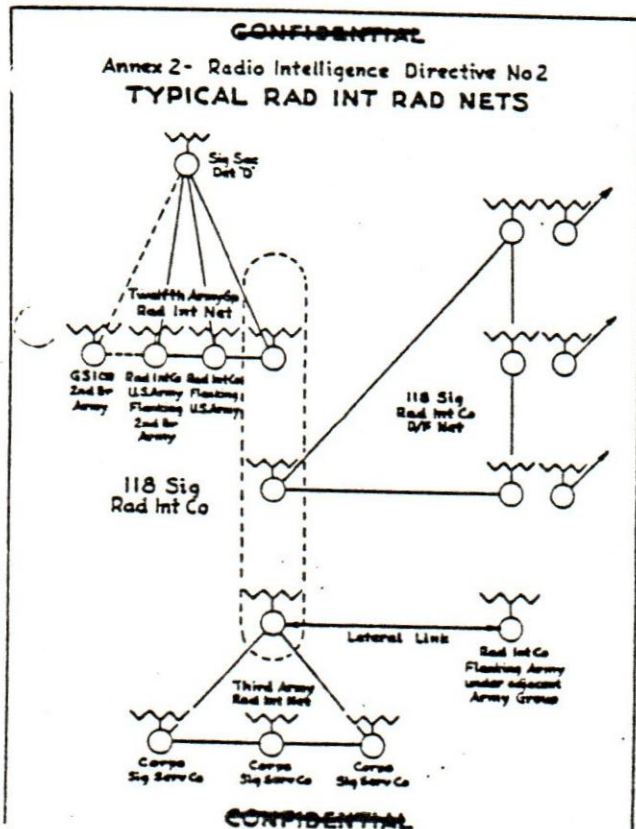 CONFIDENTIAL
Annex 2- Radio Intelligence Directive No 2
TYPICAL RAD INT RAD NETS
Sig Sec
Det "D"
Twelfth Army Gp
Rad Int Net
GSI (S)
2nd Br
Army
Rad Int Co
U.S. Army
Flanking
2nd Br
Army
Rad Int Co
Flanking
U.S. Army
118 Sig
Rad Int Co
D/F Net
118 Sig
Rad Int Co
Lateral Link
Rad Int Co
Flanking Army
under adjacent
Army Group
Third Army
Rad Int Net
Corps
Sig Serv Co
Corps
Sig Serv Co
Corps
Sig Serv Co
CONFIDENTIAL